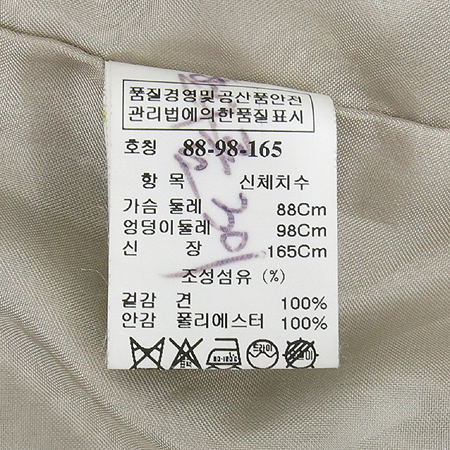 품질경영및공산품안전
관리법에의한품질표시
호칭 88-98-165
항 목 신체치수
가슴 둘레 88Cm
엉덩이둘레 98Cm
신 장 165Cm
조성섬유 (%)
겉감 견 100%
안감 폴리에스터 100%
드라이